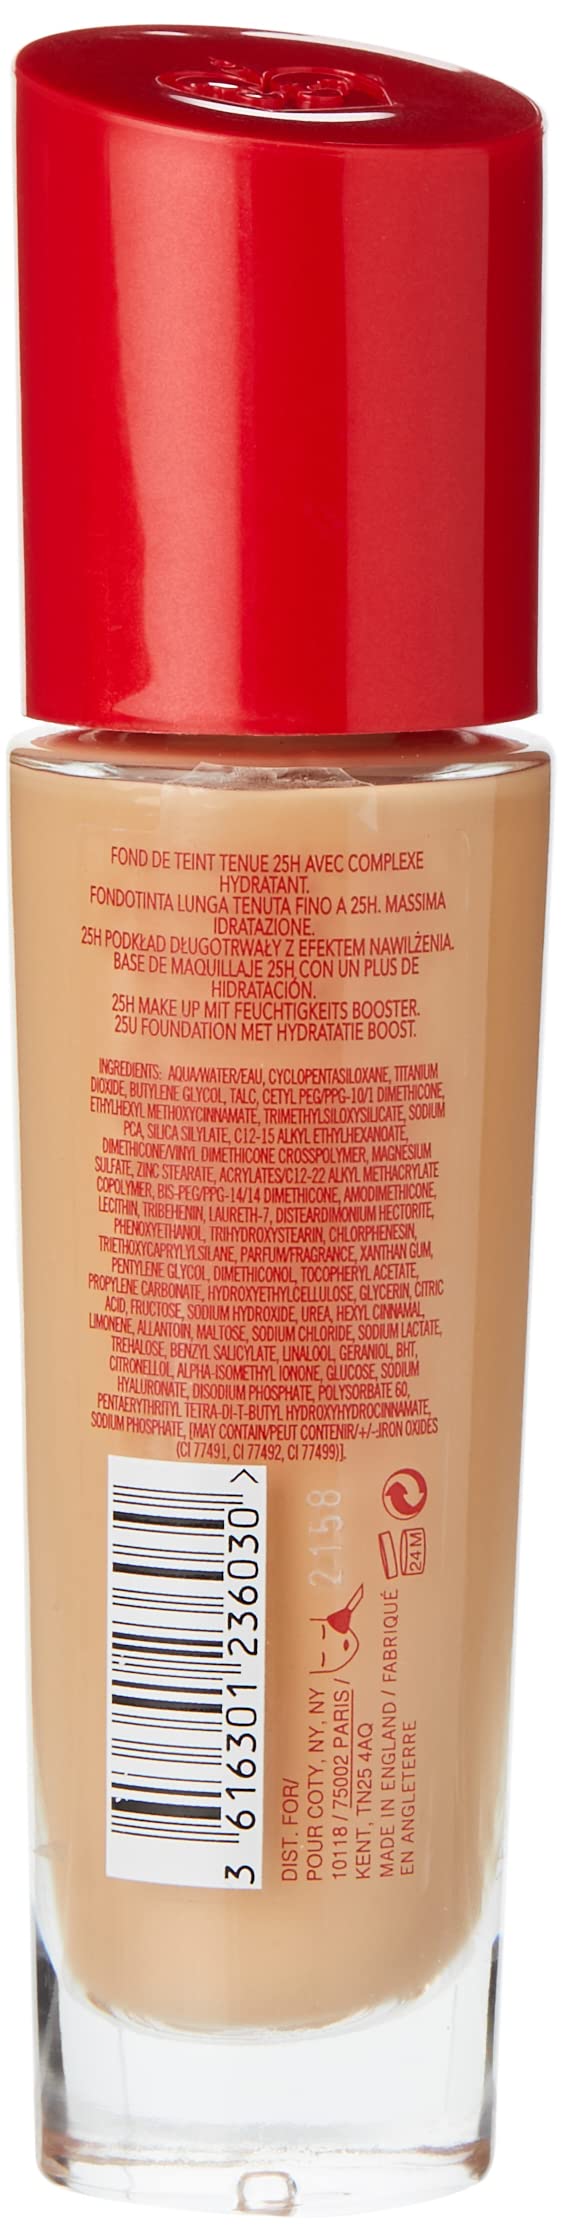 FOND DE TEINT TENUE 25H AVEC COMPLEXE
HYDRATANT.
FONDOTINTA LUNGA TENUTA FINO A 25H. MASSIMA
IDRATAZIONE.
25H PODKŁAD DŁUGOTRWAŁY Z EFEKTEM NAWILŻENIA.
BASE DE MAQUILLAJE 25H CON UN PLUS DE
HIDRATACIÓN.
25H MAKE UP MIT FEUCHTIGKEITS BOOSTER.
25U FOUNDATION MET HYDRATATIE BOOST.
INGREDIENTS: AQUA/WATER/EAU, CYCLOPENTASILOXANE, TITANIUM
DIOXIDE, BUTYLENE GLYCOL, TALC, CETYL PEG/PPG-10/1 DIMETHICONE,
ETHYLHEXYL METHOXYCINNAMATE, TRIMETHYLSILOXYSILICATE, SODIUM
PCA, SILICA SILYLATE, C12-15 ALKYL ETHYLHEXANOATE,
DIMETHICONE/VINYL DIMETHICONE CROSSPOLYMER, MAGNESIUM
SULFATE, ZINC STEARATE, ACRYLATES/C12-22 ALKYL METHACRYLATE
COPOLYMER, BIS-PEG/PPG-14/14 DIMETHICONE, AMODIMETHICONE,
LECITHIN, TRIBEHENIN, LAURETH-7, DISTEARDIMONIUM HECTORITE,
PHENOXYETHANOL, TRIHYDROXYSTEARIN, CHLORPHENESIN,
TRIETHOXYCAPRYLYLSILANE, PARFUM/FRAGRANCE, XANTHAN GUM,
PENTYLENE GLYCOL, DIMETHICONOL, TOCOPHERYL ACETATE,
PROPYLENE CARBONATE, HYDROXYETHYLCELLULOSE, GLYCERIN, CITRIC
ACID, FRUCTOSE, SODIUM HYDROXIDE, UREA, HEXYL CINNAMAL,
LIMONENE, ALLANTOIN, MALTOSE, SODIUM CHLORIDE, SODIUM LACTATE,
TREHALOSE, BENZYL SALICYLATE, LINALOOL, GERANIOL, BHT,
CITRONELLOL, ALPHA-ISOMETHYL IONONE, GLUCOSE, SODIUM
HYALURONATE, DISODIUM PHOSPHATE, POLYSORBATE 60,
PENTAERYTHRITYL TETRA-DI-T-BUTYL HYDROXYHYDROCINNAMATE,
SODIUM PHOSPHATE, [MAY CONTAIN/PEUT CONTENIR/+/-:IRON OXIDES
(CI 77491, CI 77492, CI 77499)].
3 616301 236030 >
2158
24M
DIST. FOR/
POUR COTY, NY, NY
10118 / 75002 PARIS /
KENT, TN25 4AQ
MADE IN ENGLAND / FABRIQUÉ
EN ANGLETERRE